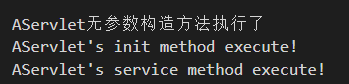 AServlet无参数构造方法执行了
AServlet's init method execute!
AServlet's service method execute!